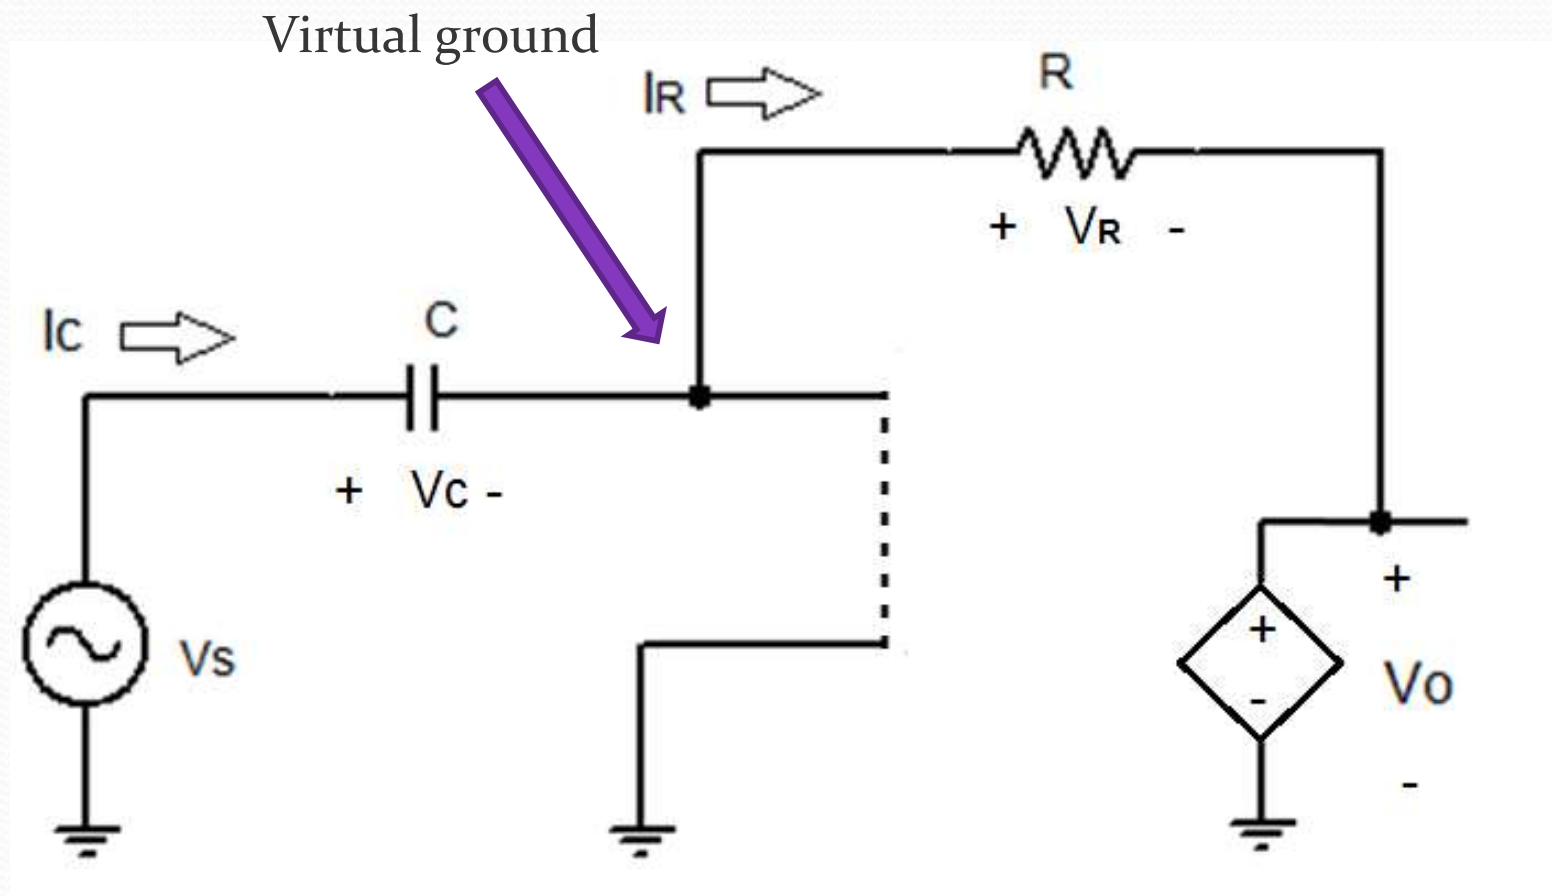 Virtual ground
IR
R
+ VR -
Ic
C
+ Vc -
Vs
+
-
+
Vo
-